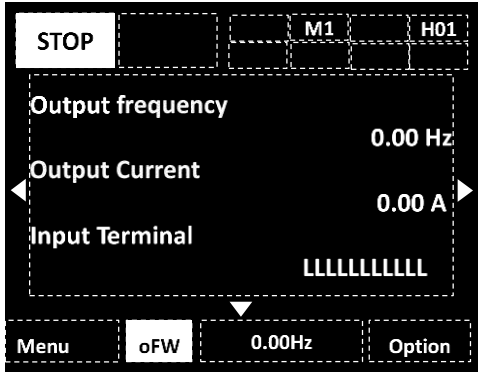 STOP M1 H01
Output frequency
0.00 Hz
Output Current
0.00 A
Input Terminal
LLLLLLLLLLL
Menu oFW 0.00Hz Option